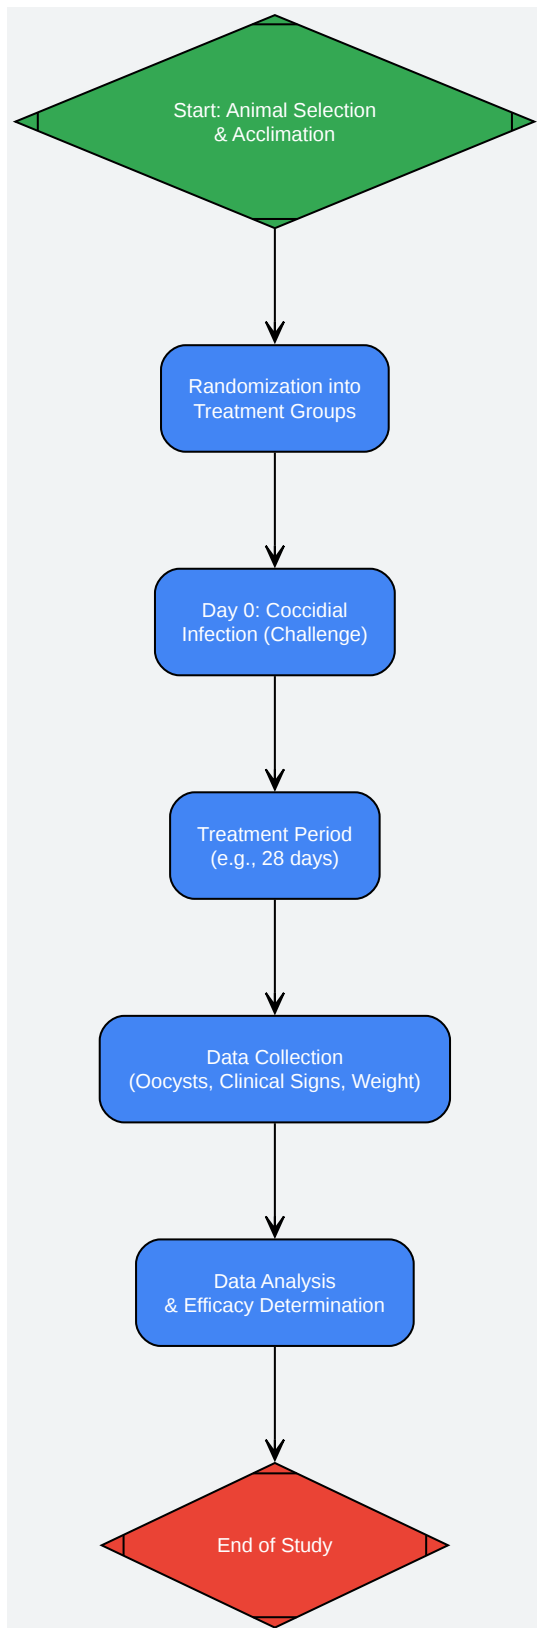 Start: Animal Selection
& Acclimation
Randomization into
Treatment Groups
Day 0: Coccidial
Infection (Challenge)
Treatment Period
(e.g., 28 days)
Data Collection
(Oocysts, Clinical Signs, Weight)
Data Analysis
& Efficacy Determination
End of Study